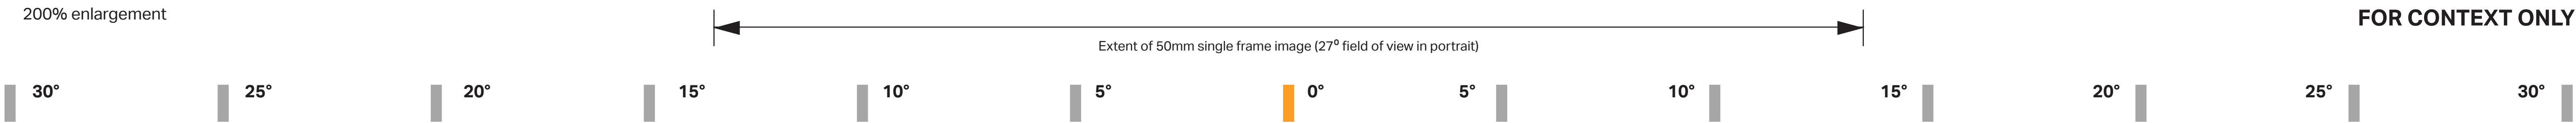 200% enlargement
FOR CONTEXT ONLY
Extent of 50mm single frame image (27° field of view in portrait)
30° 25° 20° 15° 10° 5° 0° 5° 10° 15° 20° 25° 30°